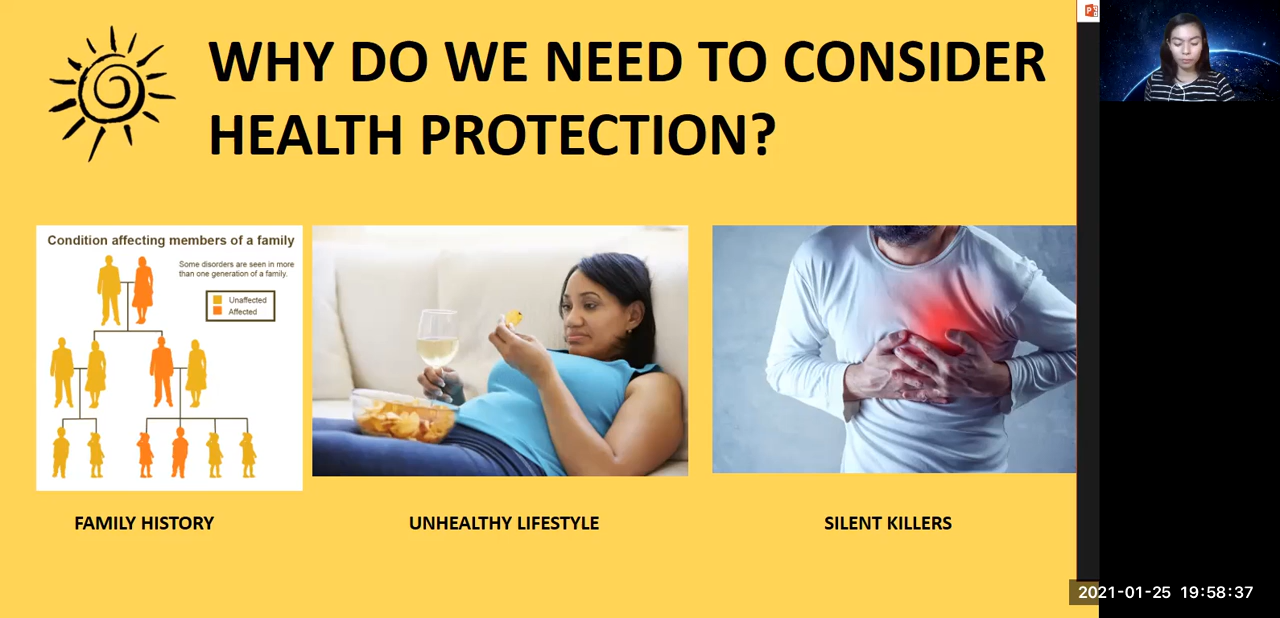 WHY DO WE NEED TO CONSIDER
HEALTH PROTECTION?
Condition affecting members of a family
Some disorders are seen in more
than one generation of a family.
Unaffected
Affected
FAMILY HISTORY
UNHEALTHY LIFESTYLE
SILENT KILLERS
P
2021-01-25 19:58:37